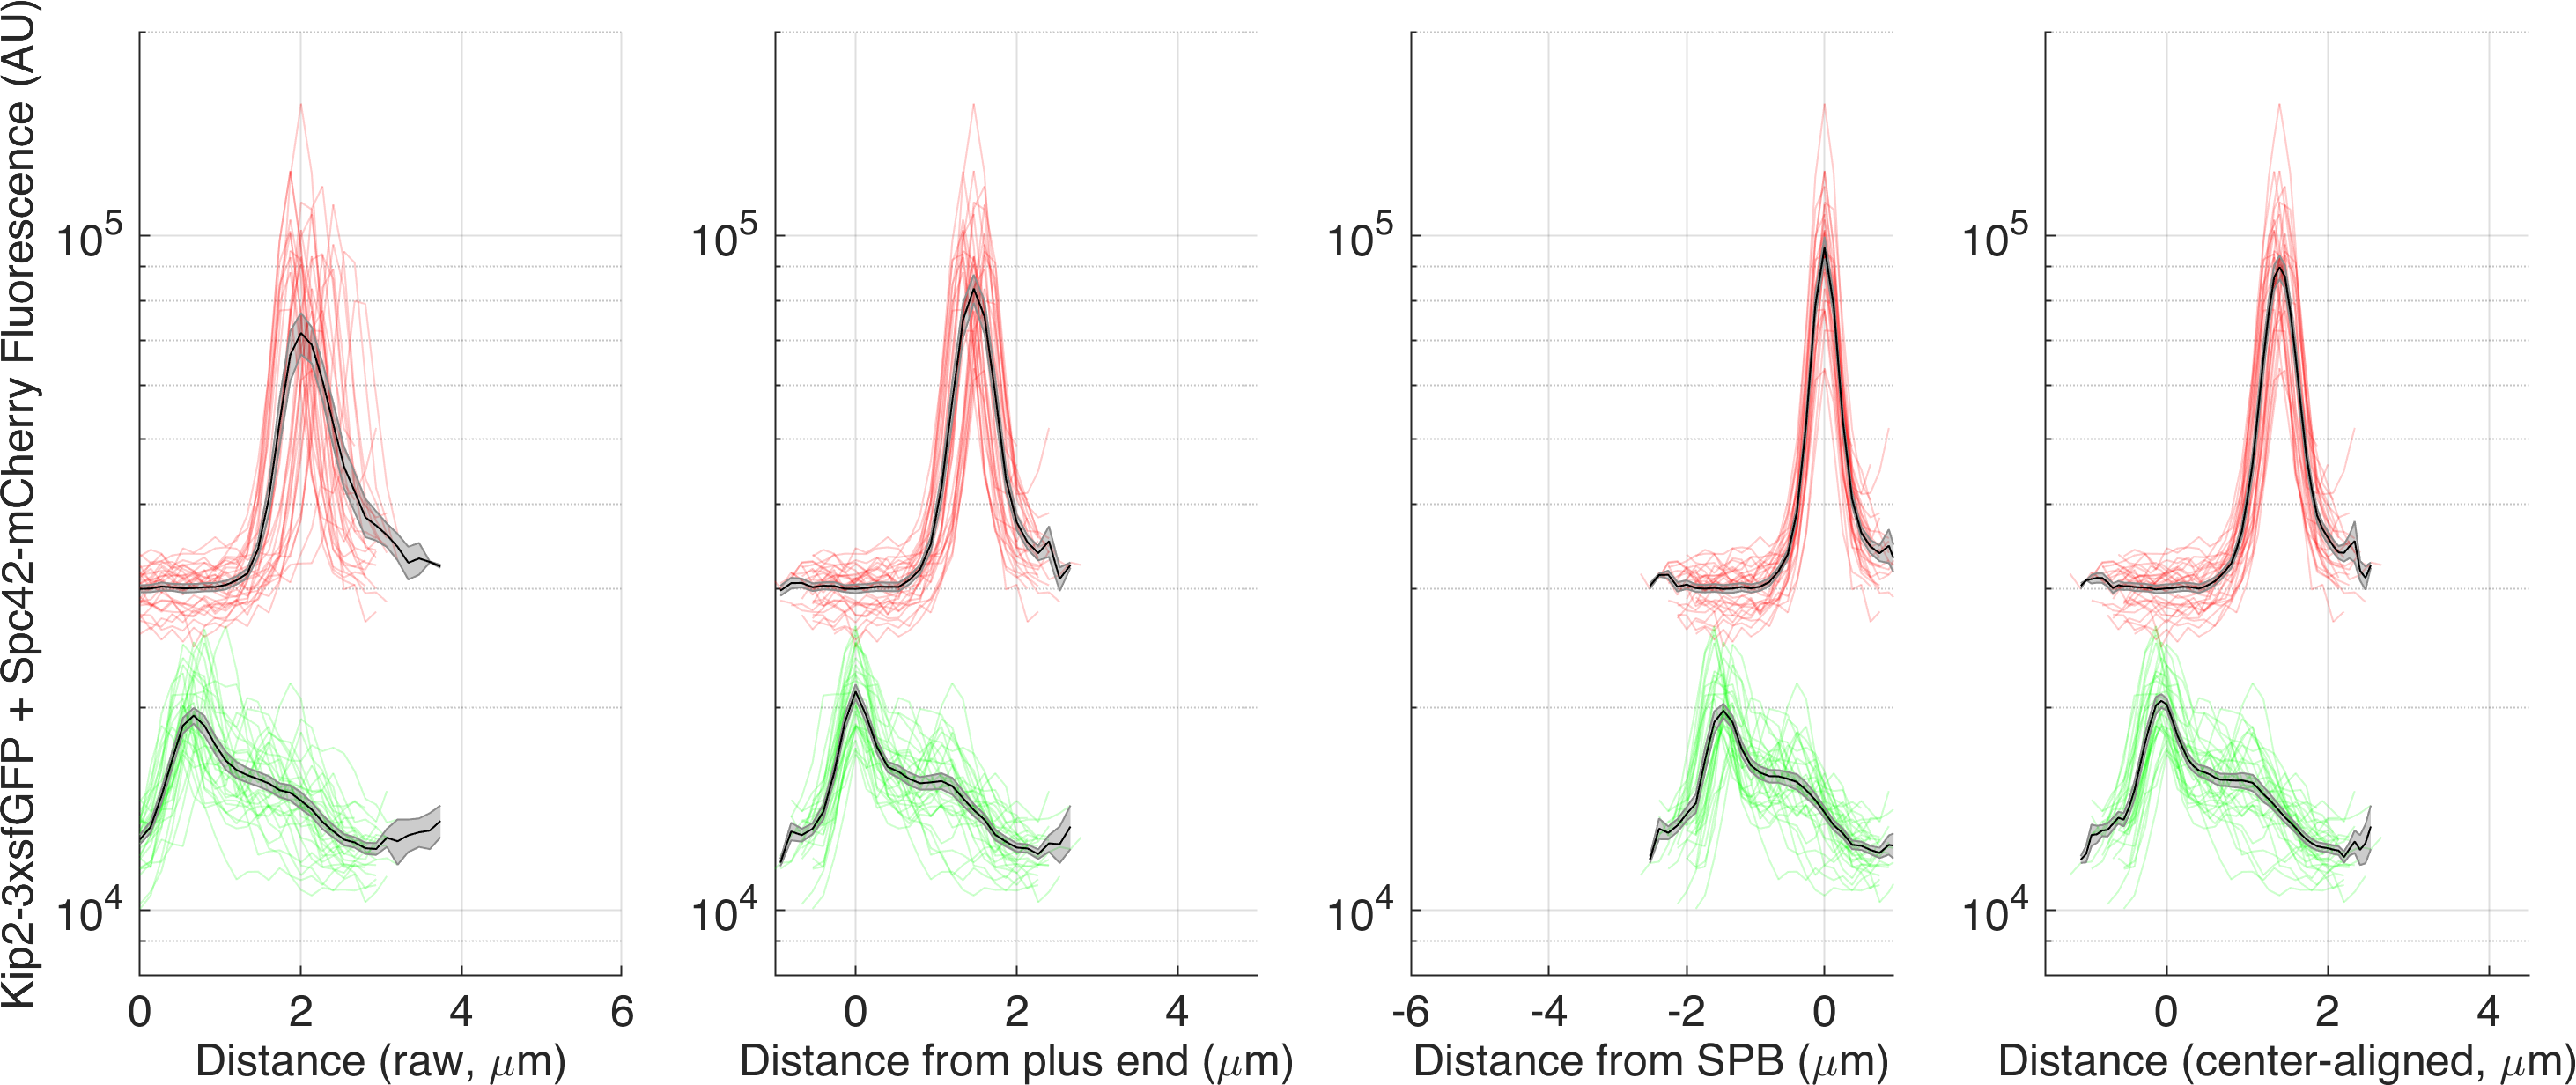 Kip2-3xsfGFP + Spc42-mCherry Fluorescence (AU)
10^5
10^4
0 2 4 6
Distance (raw, μm)
10^5
10^4
0 2 4
Distance from plus end (μm)
10^5
10^4
-6 -4 -2 0
Distance from SPB (μm)
10^5
10^4
0 2 4
Distance (center-aligned, μm)